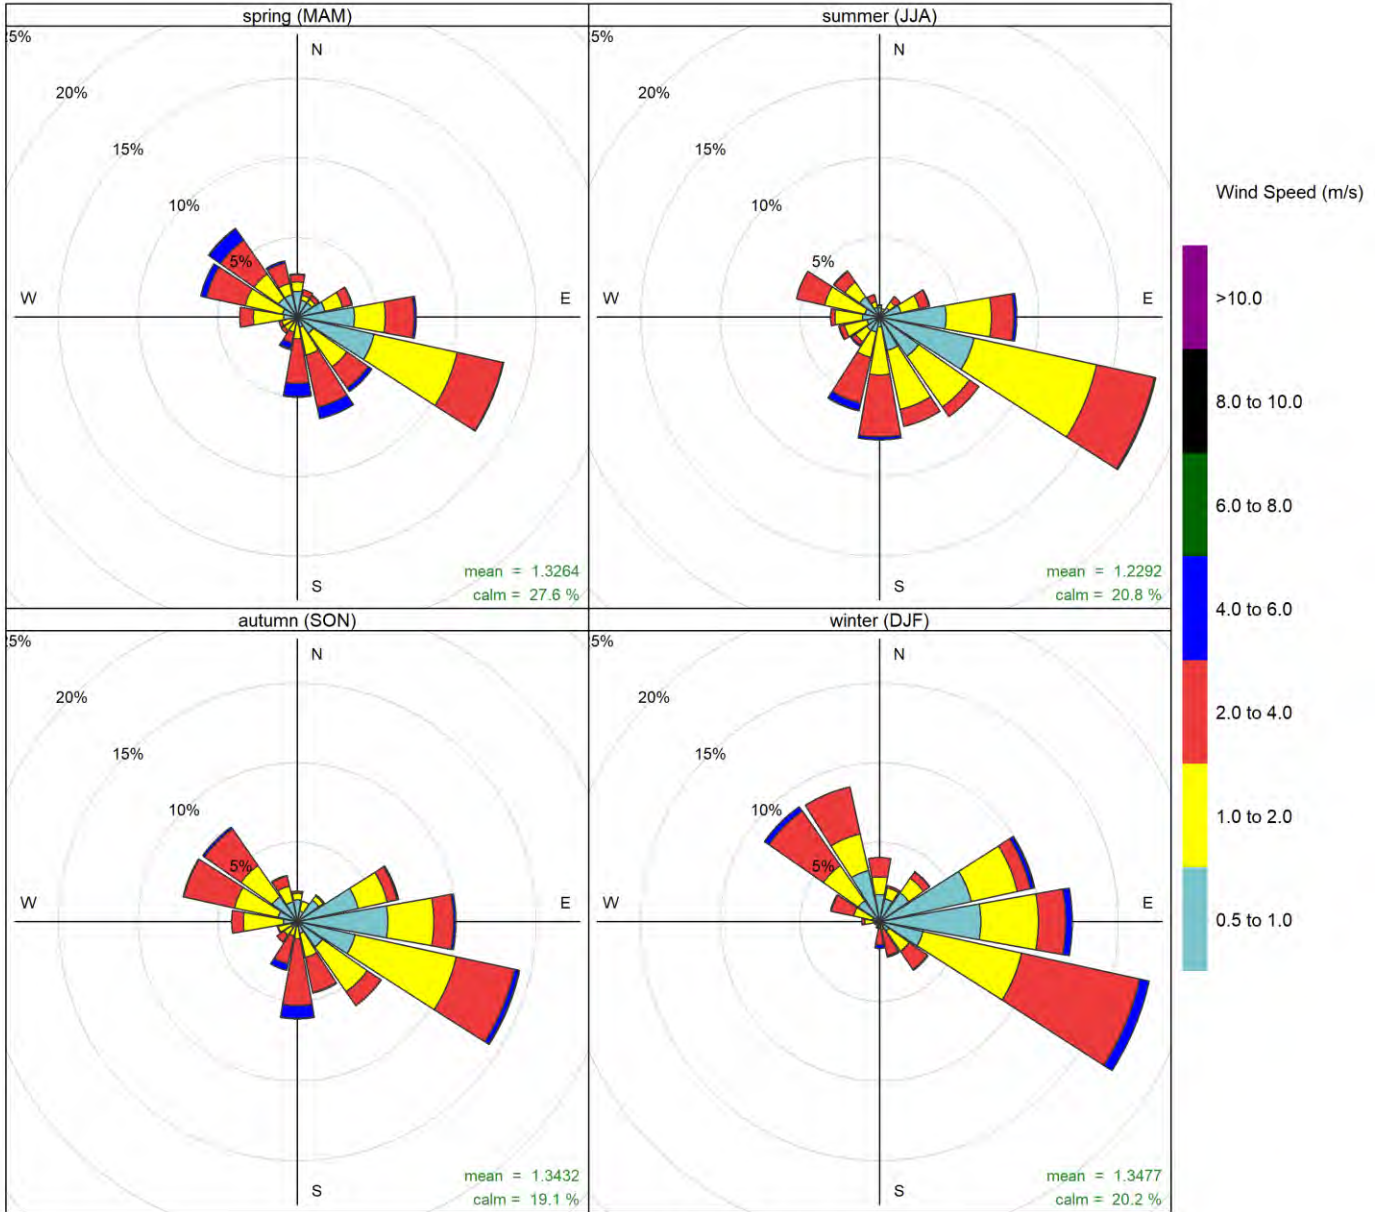 spring (MAM)
5%
N
20%
15%
10%
5%
W
E
S
mean = 1.3264
calm = 27.6 %
summer (JJA)
5%
N
20%
15%
10%
5%
W
E
S
mean = 1.2292
calm = 20.8 %
autumn (SON)
5%
N
20%
15%
10%
5%
W
E
S
mean = 1.3432
calm = 19.1 %
winter (DJF)
5%
N
20%
15%
10%
5%
W
E
S
mean = 1.3477
calm = 20.2 %
Wind Speed (m/s)
>10.0
8.0 to 10.0
6.0 to 8.0
4.0 to 6.0
2.0 to 4.0
1.0 to 2.0
0.5 to 1.0